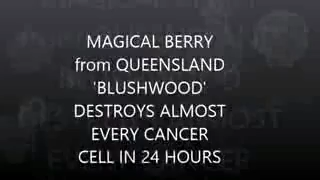 MAGICAL BERRY
from QUEENSLAND
'BLUSHWOOD'
DESTROYS ALMOST
EVERY CANCER
CELL IN 24 HOURS